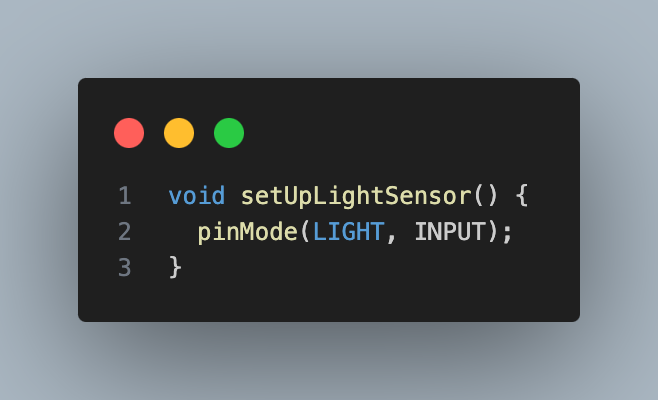 1 void setUpLightSensor() {
2   pinMode(LIGHT, INPUT);
3 }